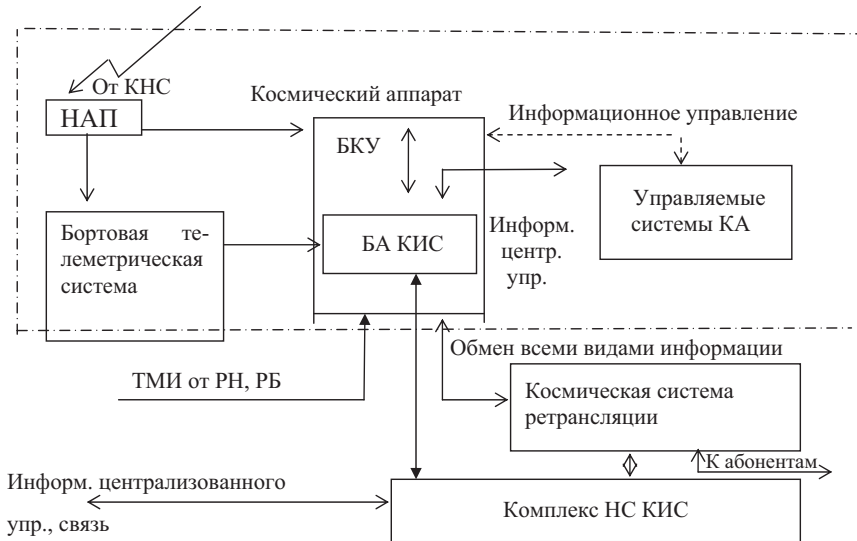 От КНС
НАП
Космический аппарат
Информационное управление
БКУ
Управляемые
системы КА
Бортовая те-
леметрическая
система
БА КИС
Информ.
центр.
упр.
Обмен всеми видами информации
ТМИ от РН, РБ
Космическая система
ретрансляции
К абонентам
Информ. централизованного
упр., связь
Комплекс НС КИС